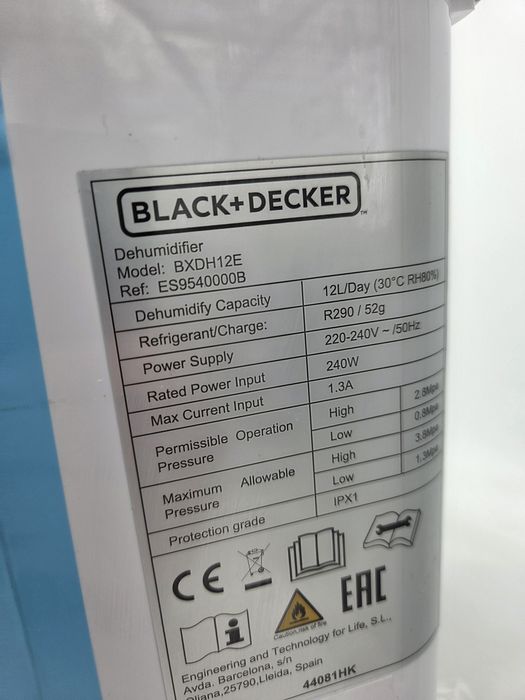 BLACK+DECKER™
Dehumidifier
Model: BXDH12E
Ref: ES9540000B
Dehumidify Capacity 12L/Day (30°C RH80%)
Refrigerant/Charge: R290 / 52g
Power Supply 220-240V ~ /50Hz
Rated Power Input 240W
Max Current Input 1.3A
Permissible Operation Pressure High 2.8Mpa
Low 0.8Mpa
Maximum Allowable Pressure High 3.8Mpa
Low 1.3Mpa
Protection grade IPX1
CE
EAC
Caution,risk of fire
Engineering and Technology for Life, S.L.,
Avda. Barcelona, s/n
Oliana,25790,Lleida, Spain
44081HK